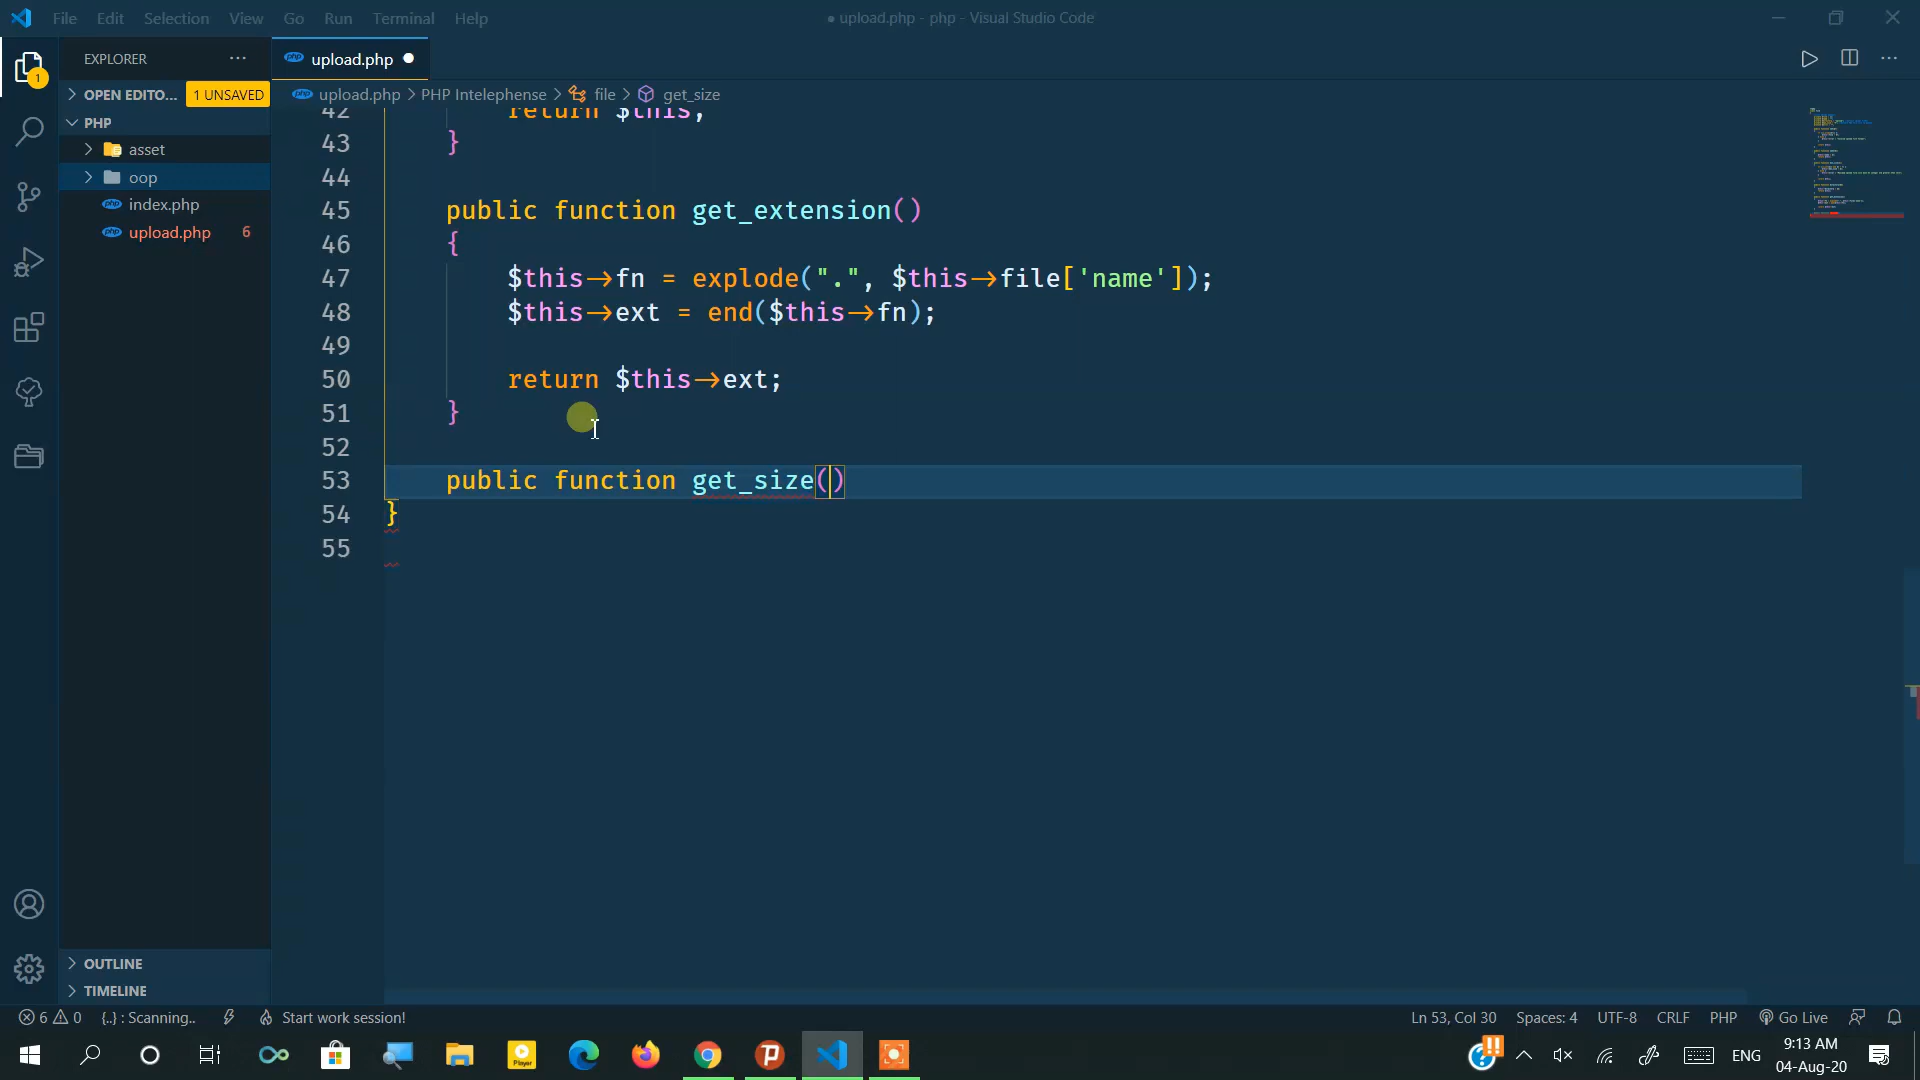 File Edit Selection View Go Run Terminal Help
● upload.php - php - Visual Studio Code
EXPLORER
OPEN EDITO... 1 UNSAVED
PHP
asset
oop
index.php
upload.php 6
php upload.php
php upload.php > PHP Intelephense > file > get_size
42 return $this;
43 }
44
45 public function get_extension()
46 {
47 $this->fn = explode(".", $this->file['name']);
48 $this->ext = end($this->fn);
49
50 return $this->ext;
51 }
52
53 public function get_size()
54 }
55
OUTLINE
TIMELINE
6 0 {..} : Scanning.. Start work session! Ln 53, Col 30 Spaces: 4 UTF-8 CRLF PHP Go Live
ENG 9:13 AM
04-Aug-20